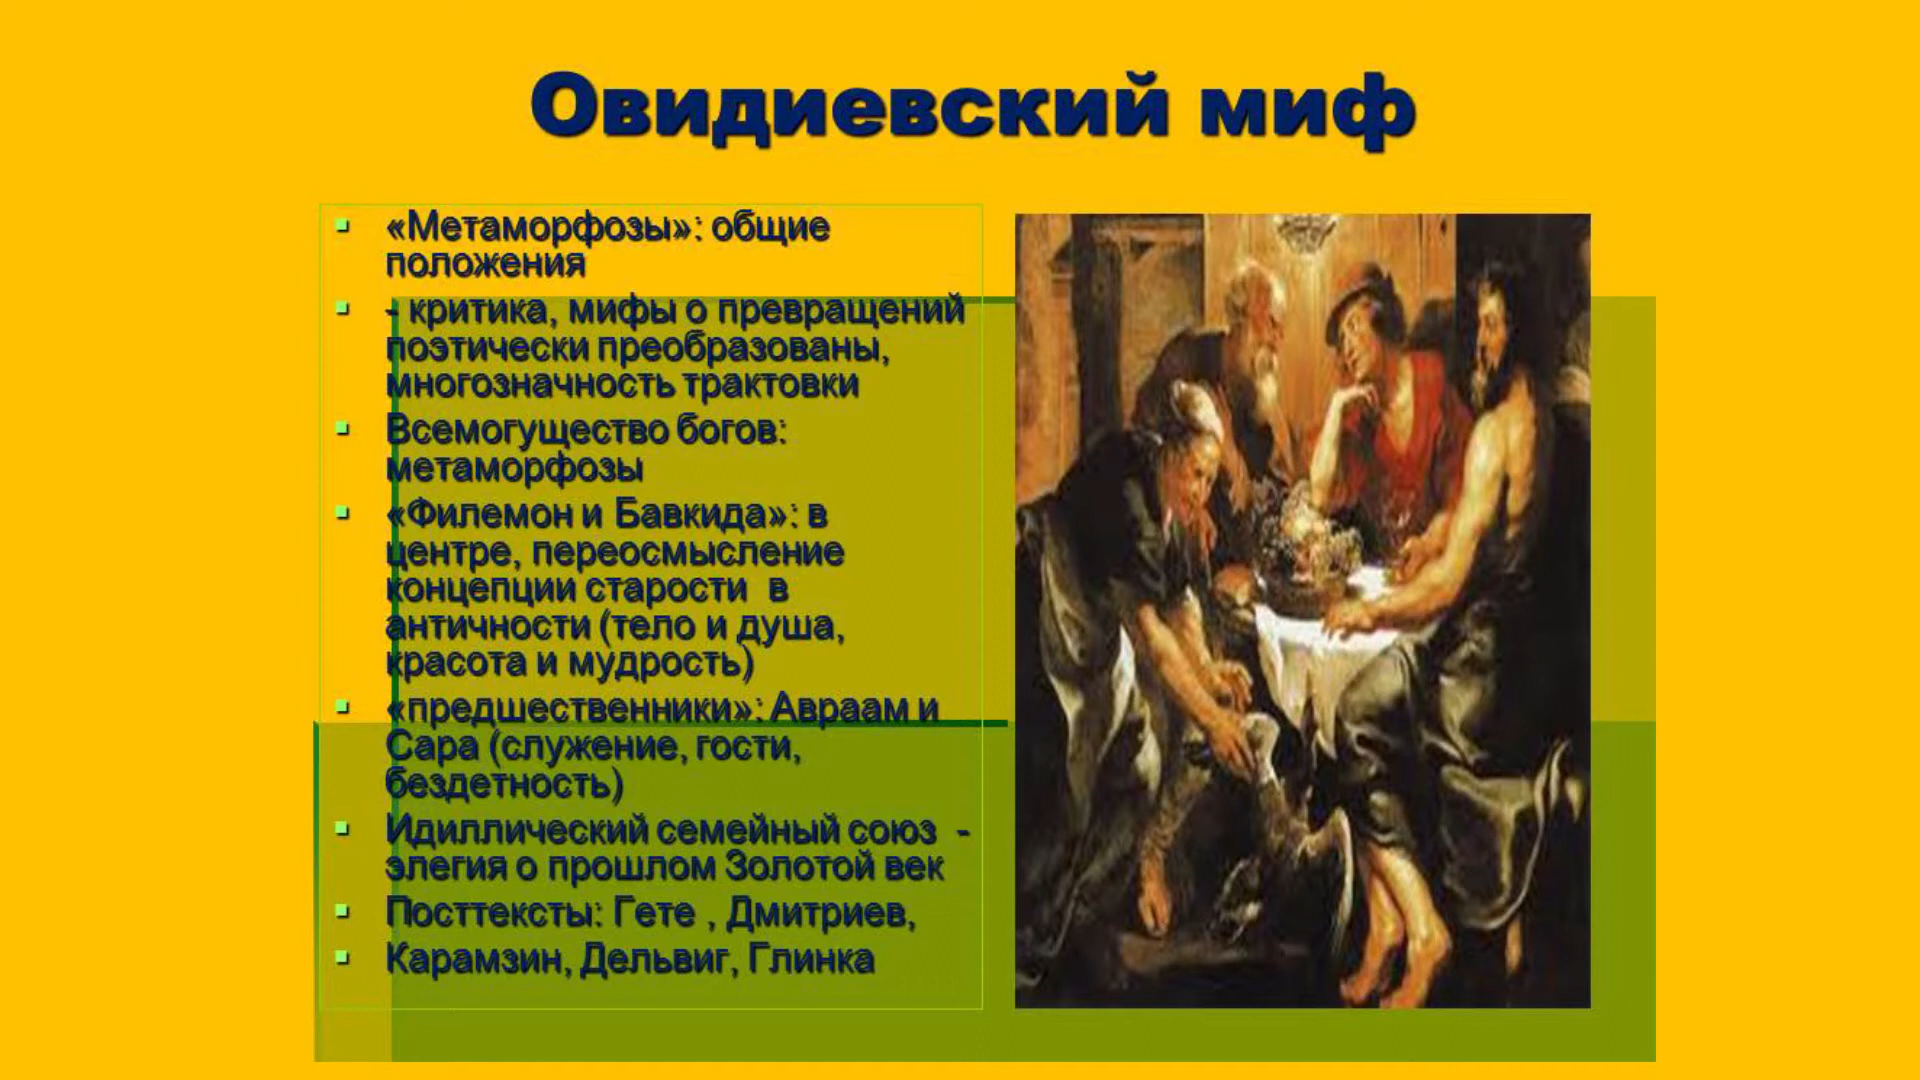 Овидиевский миф
«Метаморфозы»: общие
положения
- критика, мифы о превращений
поэтически преобразованы,
многозначность трактовки
Всемогущество богов:
метаморфозы
«Филемон и Бавкида»: в
центре, переосмысление
концепции старости в
античности (тело и душа,
красота и мудрость)
«предшественники»: Авраам и
Сара (служение, гости,
бездетность)
Идиллический семейный союз -
элегия о прошлом Золотой век
Посттексты: Гете , Дмитриев,
Карамзин, Дельвиг, Глинка